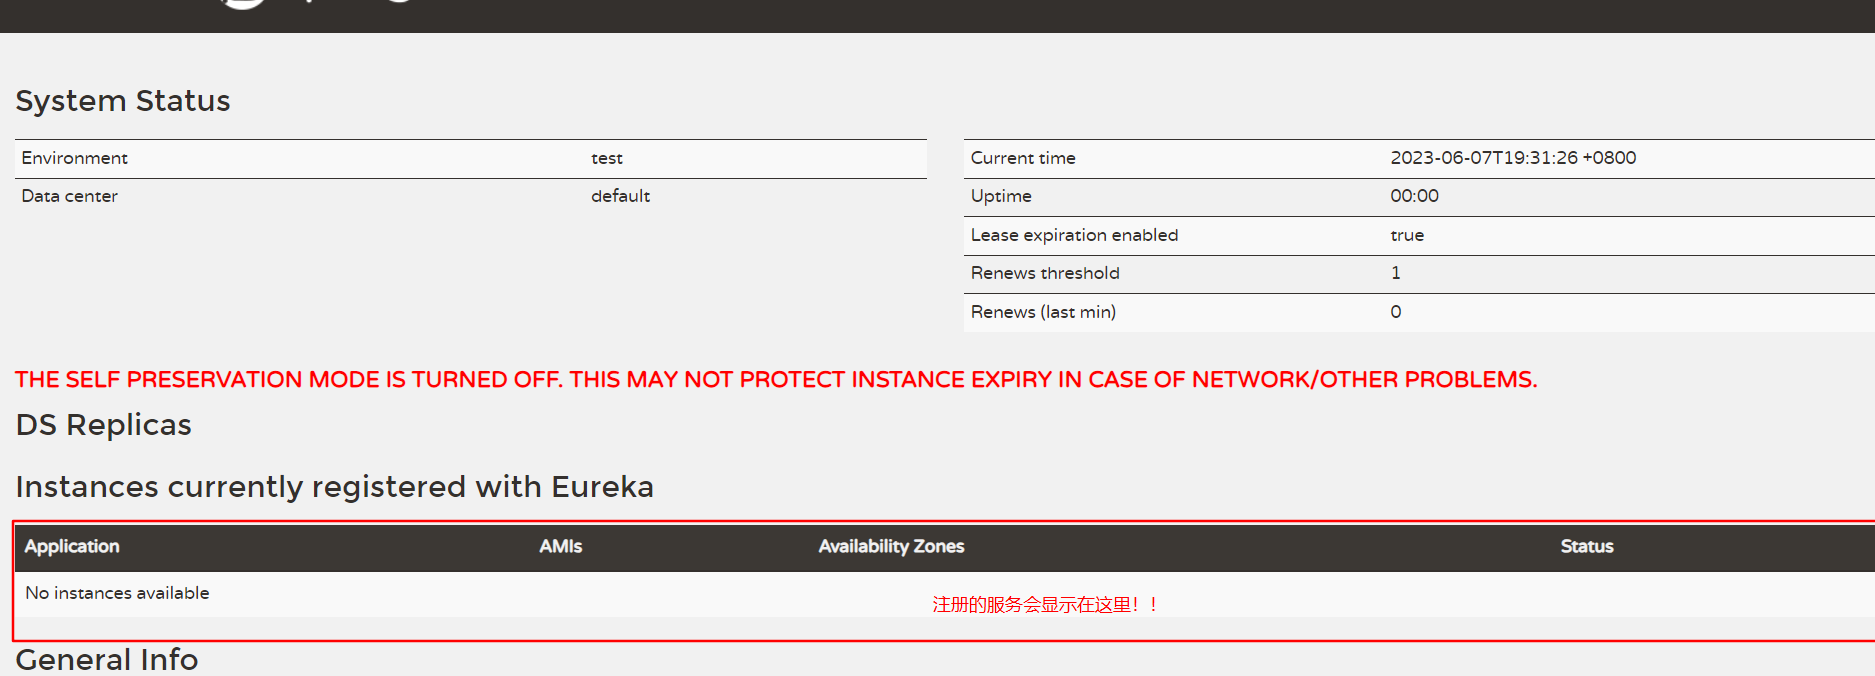 System Status
Environment test
Data center default
Current time 2023-06-07T19:31:26 +0800
Uptime 00:00
Lease expiration enabled true
Renews threshold 1
Renews (last min) 0
THE SELF PRESERVATION MODE IS TURNED OFF. THIS MAY NOT PROTECT INSTANCE EXPIRY IN CASE OF NETWORK/OTHER PROBLEMS.
DS Replicas
Instances currently registered with Eureka
Application AMIs Availability Zones Status
No instances available
注册的服务会显示在这里！！
General Info